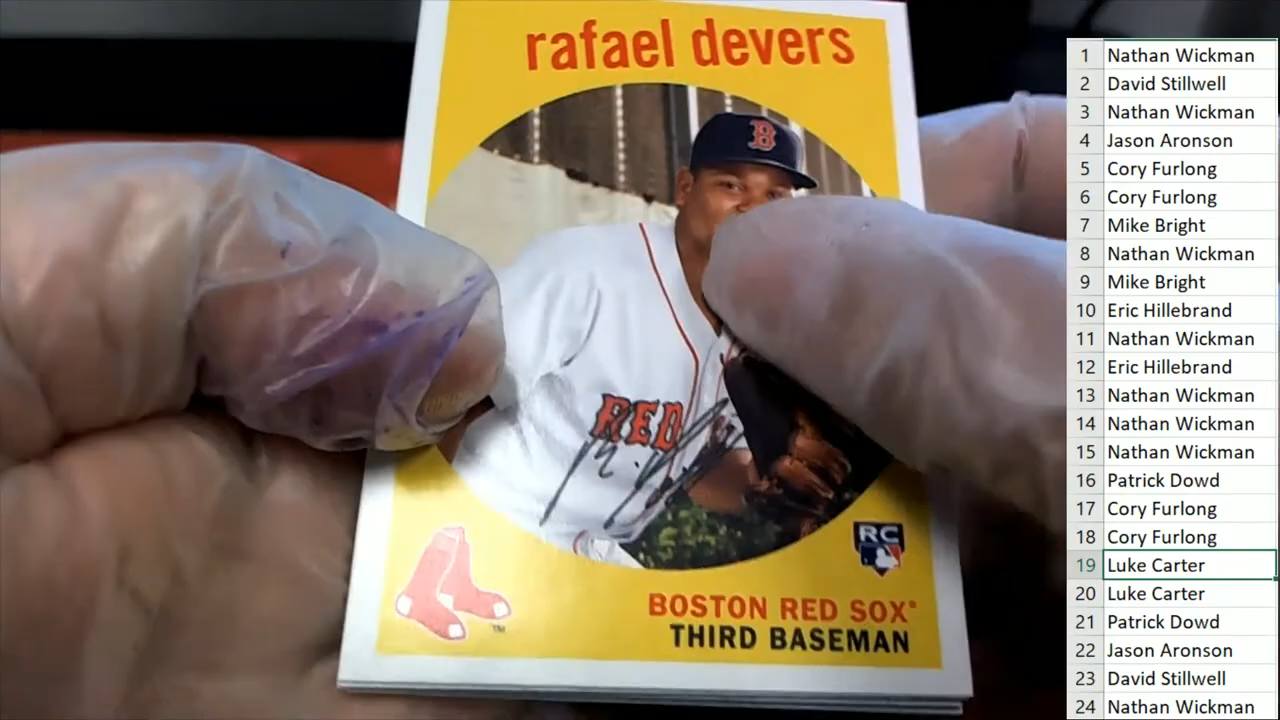 rafael devers
B
RED
RC
BOSTON RED SOX
THIRD BASEMAN
TM
1 Nathan Wickman
2 David Stillwell
3 Nathan Wickman
4 Jason Aronson
5 Cory Furlong
6 Cory Furlong
7 Mike Bright
8 Nathan Wickman
9 Mike Bright
10 Eric Hillebrand
11 Nathan Wickman
12 Eric Hillebrand
13 Nathan Wickman
14 Nathan Wickman
15 Nathan Wickman
16 Patrick Dowd
17 Cory Furlong
18 Cory Furlong
19 Luke Carter
20 Luke Carter
21 Patrick Dowd
22 Jason Aronson
23 David Stillwell
24 Nathan Wickman